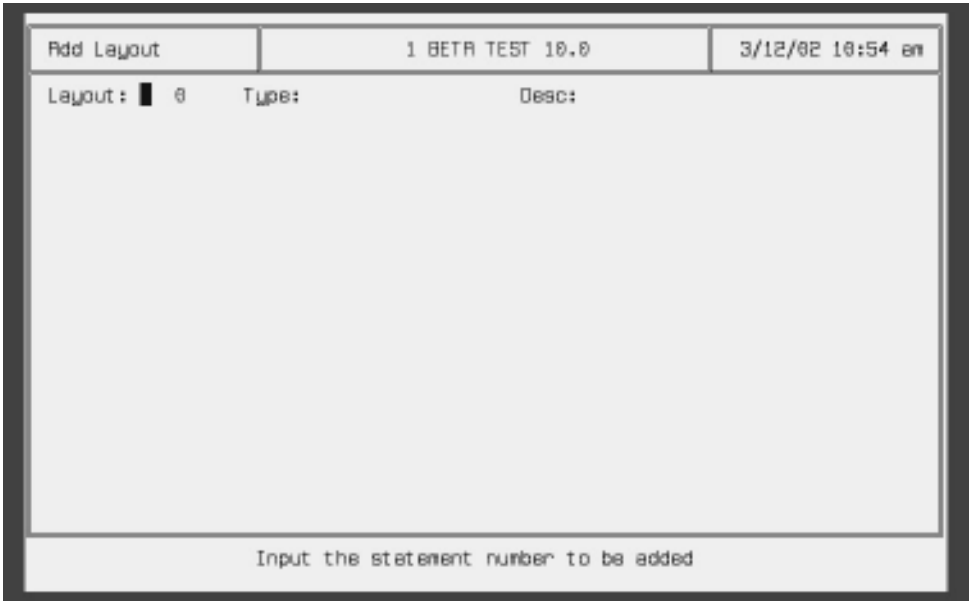 Add Layout 1 BETA TEST 10.0 3/12/02 10:54 am
Layout: 0 Type: Desc:
Input the statement number to be added